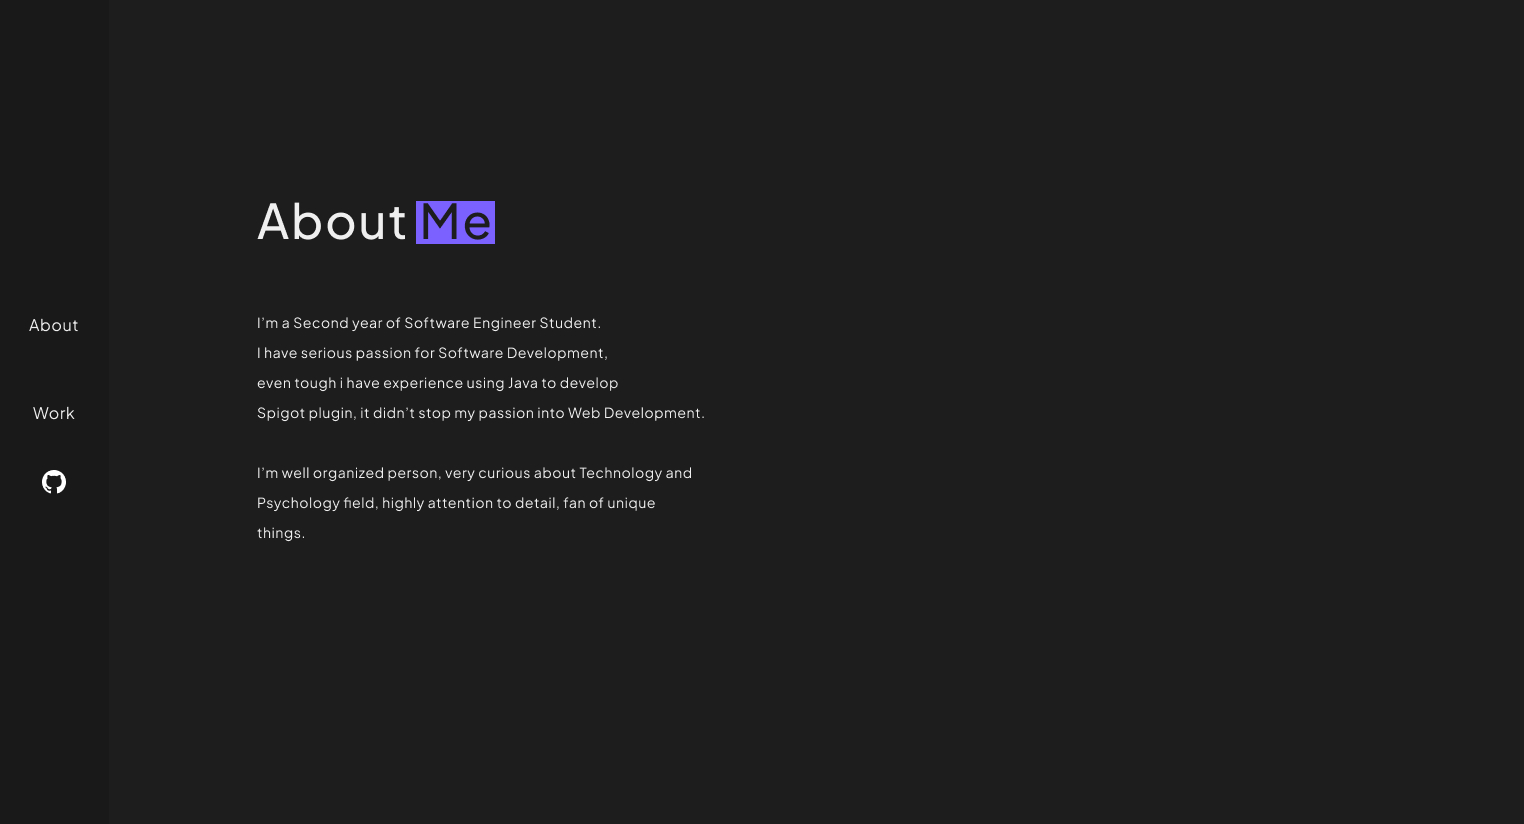 About Me
About
Work
I’m a Second year of Software Engineer Student.
I have serious passion for Software Development,
even tough i have experience using Java to develop
Spigot plugin, it didn’t stop my passion into Web Development.
I’m well organized person, very curious about Technology and
Psychology field, highly attention to detail, fan of unique
things.